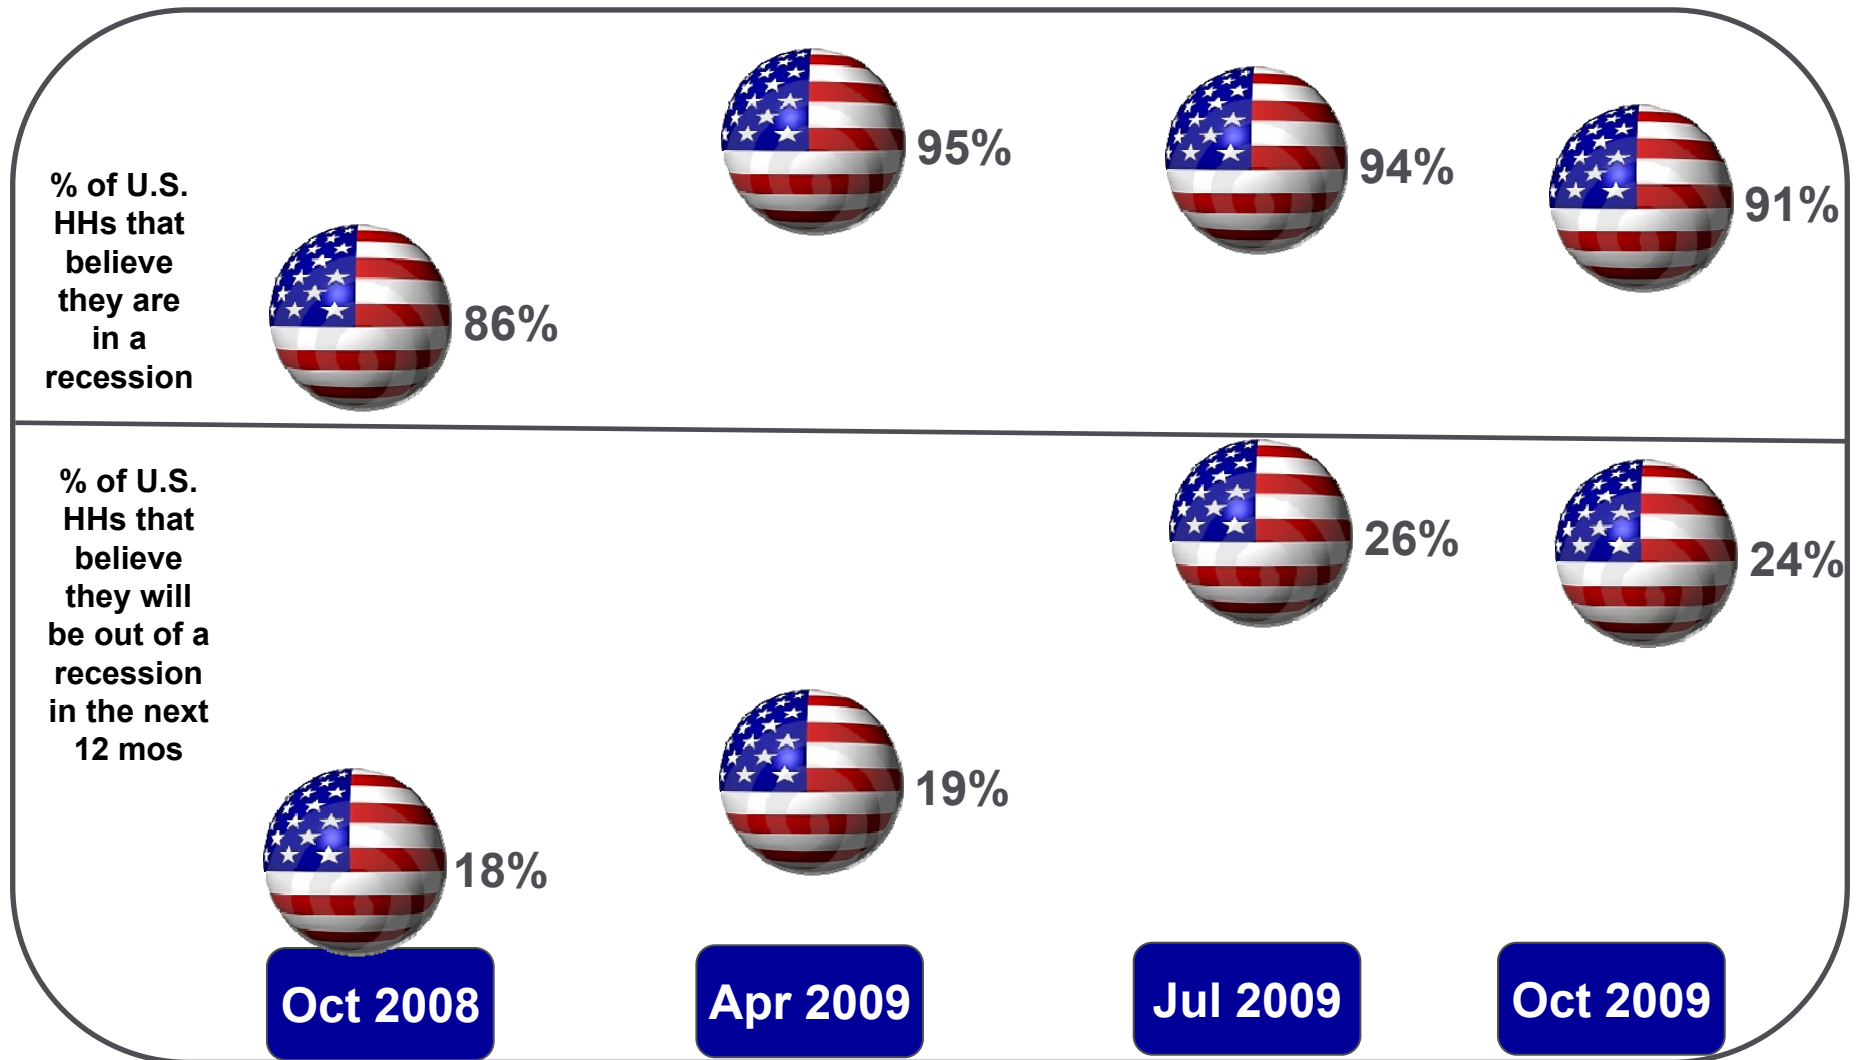 % of U.S.
HHs that
believe
they are
in a
recession
86%
95%
94%
91%
% of U.S.
HHs that
believe
they will
be out of a
recession
in the next
12 mos
18%
19%
26%
24%
Oct 2008
Apr 2009
Jul 2009
Oct 2009